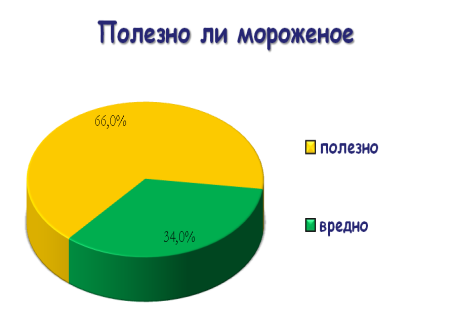 Полезно ли мороженое
66,0%
полезно
34,0%
вредно